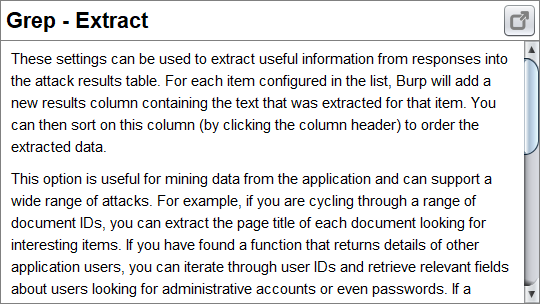 Grep - Extract
These settings can be used to extract useful information from responses into
the attack results table. For each item configured in the list, Burp will add a
new results column containing the text that was extracted for that item. You
can then sort on this column (by clicking the column header) to order the
extracted data.
This option is useful for mining data from the application and can support a
wide range of attacks. For example, if you are cycling through a range of
document IDs, you can extract the page title of each document looking for
interesting items. If you have found a function that returns details of other
application users, you can iterate through user IDs and retrieve relevant fields
about users looking for administrative accounts or even passwords. If a